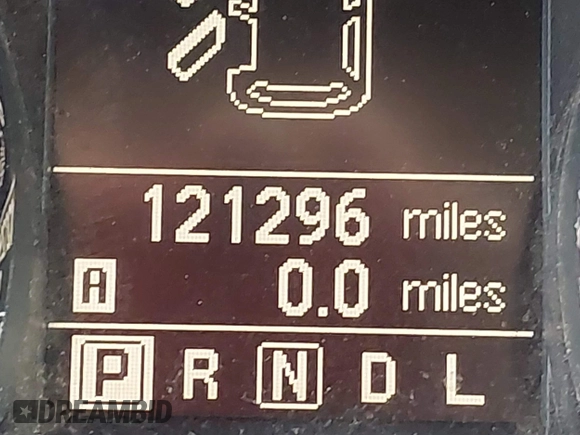 121296 miles
A 0.0 miles
P R N D L
DREAMBID